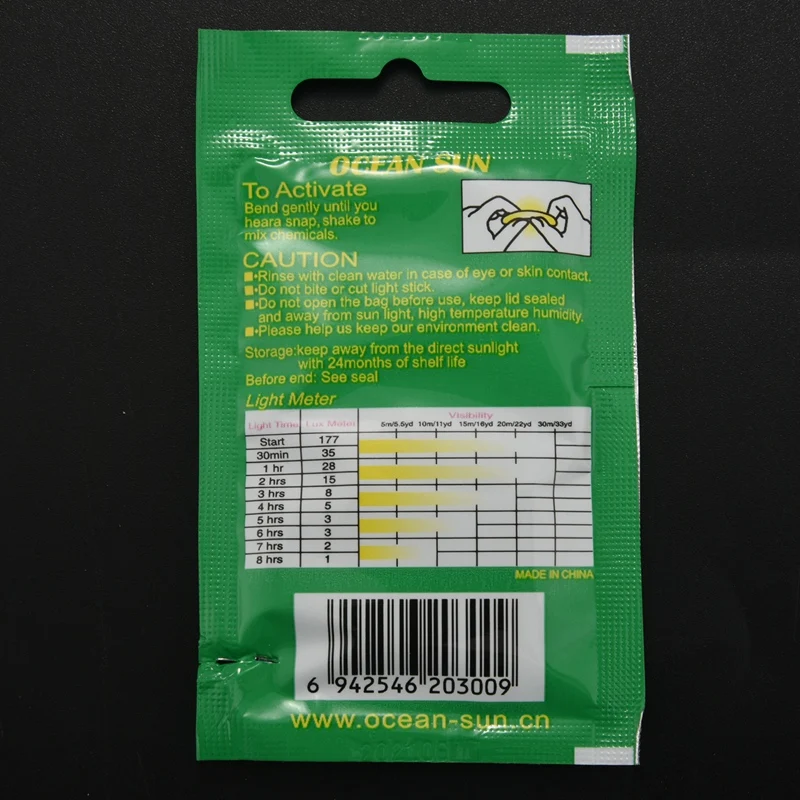 OCEAN SUN
To Activate
Bend gently until you
heara snap, shake to
mix chemicals.
CAUTION
■•Rinse with clean water in case of eye or skin contact.
■•Do not bite or cut light stick.
■•Do not open the bag before use, keep lid sealed
and away from sun light, high temperature humidity.
■•Please help us keep our environment clean.
Storage:keep away from the direct sunlight
with 24months of shelf life
Before end: See seal
Light Meter
Visibility
Light Time Lux Meter 5m/5.5yd 10m/11yd 15m/16yd 20m/22yd 30m/33yd
Start 177
30min 35
1 hr 28
2 hrs 15
3 hrs 8
4 hrs 5
5 hrs 3
6 hrs 3
7 hrs 2
8 hrs 1
MADE IN CHINA
6 942546 203009
www.ocean-sun.cn